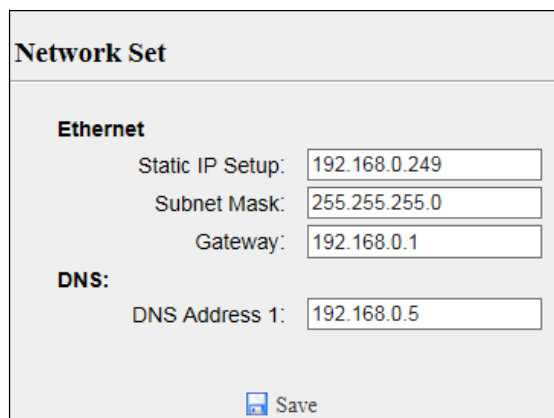 Network Set
Ethernet
Static IP Setup: 192.168.0.249
Subnet Mask: 255.255.255.0
Gateway: 192.168.0.1
DNS:
DNS Address 1: 192.168.0.5
Save